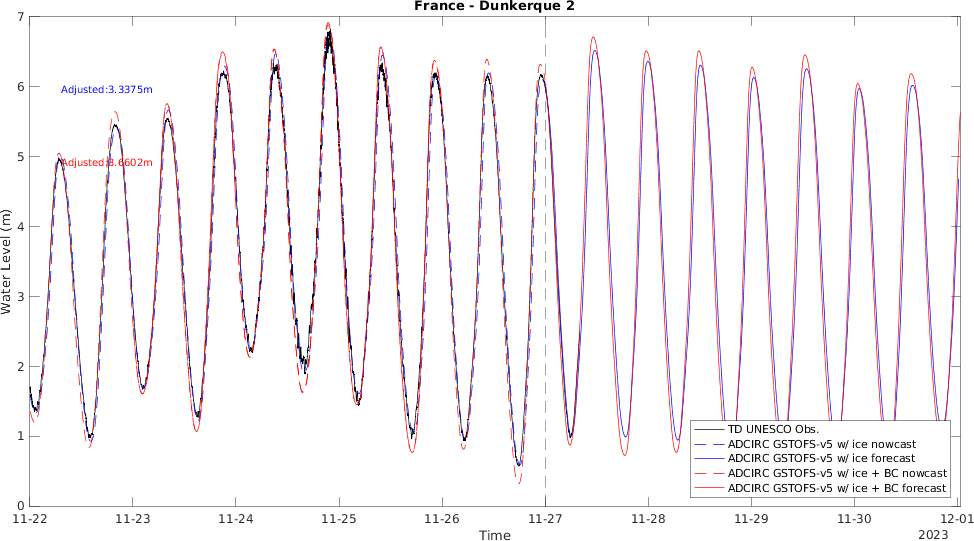 France - Dunkerque 2
Water Level (m)
7
6
5
4
3
2
1
0
Adjusted:3.3375m
Adjusted:3.6602m
TD UNESCO Obs.
ADCIRC GSTOFS-v5 w/ ice nowcast
ADCIRC GSTOFS-v5 w/ ice forecast
ADCIRC GSTOFS-v5 w/ ice + BC nowcast
ADCIRC GSTOFS-v5 w/ ice + BC forecast
11-22 11-23 11-24 11-25 11-26 11-27 11-28 11-29 11-30 12-01
Time
2023